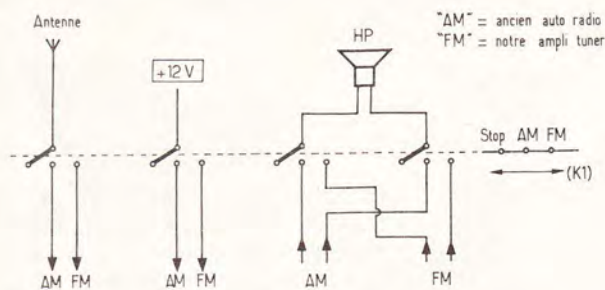 Antenne
+12 V
HP
"AM" = ancien auto radio
"FM" = notre ampli tuner
Stop AM FM
(K1)
AM FM
AM FM
AM
FM